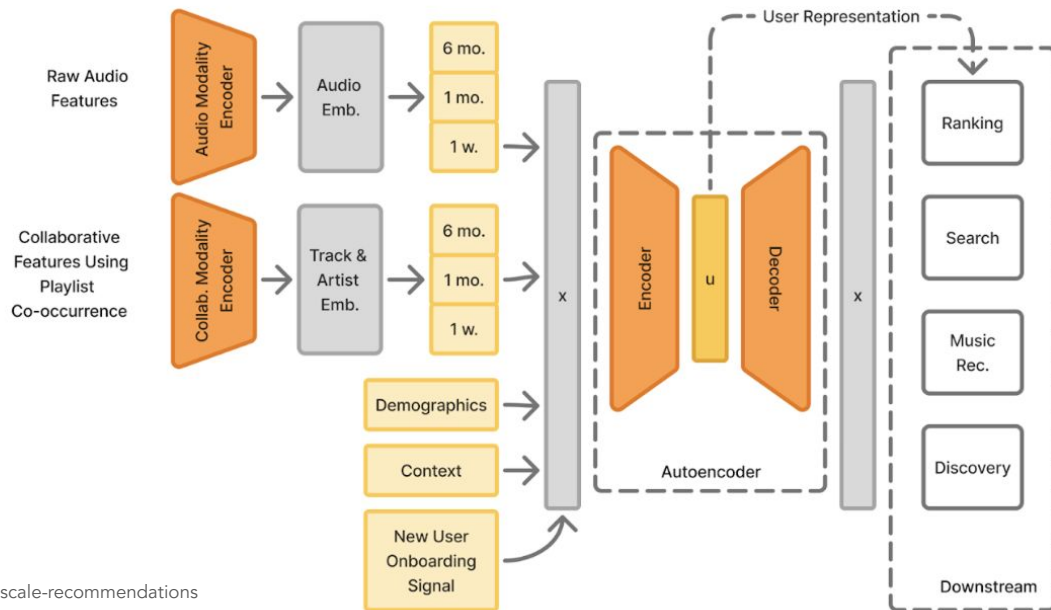 User Representation
Raw Audio
Features
Audio Modality
Encoder
Audio
Emb.
6 mo.
1 mo.
1 w.
Collaborative
Features Using
Playlist
Co-occurrence
Collab. Modality
Encoder
Track &
Artist
Emb.
6 mo.
1 mo.
1 w.
Demographics
Context
New User
Onboarding
Signal
x
Encoder
u
Decoder
Autoencoder
x
Ranking
Search
Music
Rec.
Discovery
Downstream
scale-recommendations